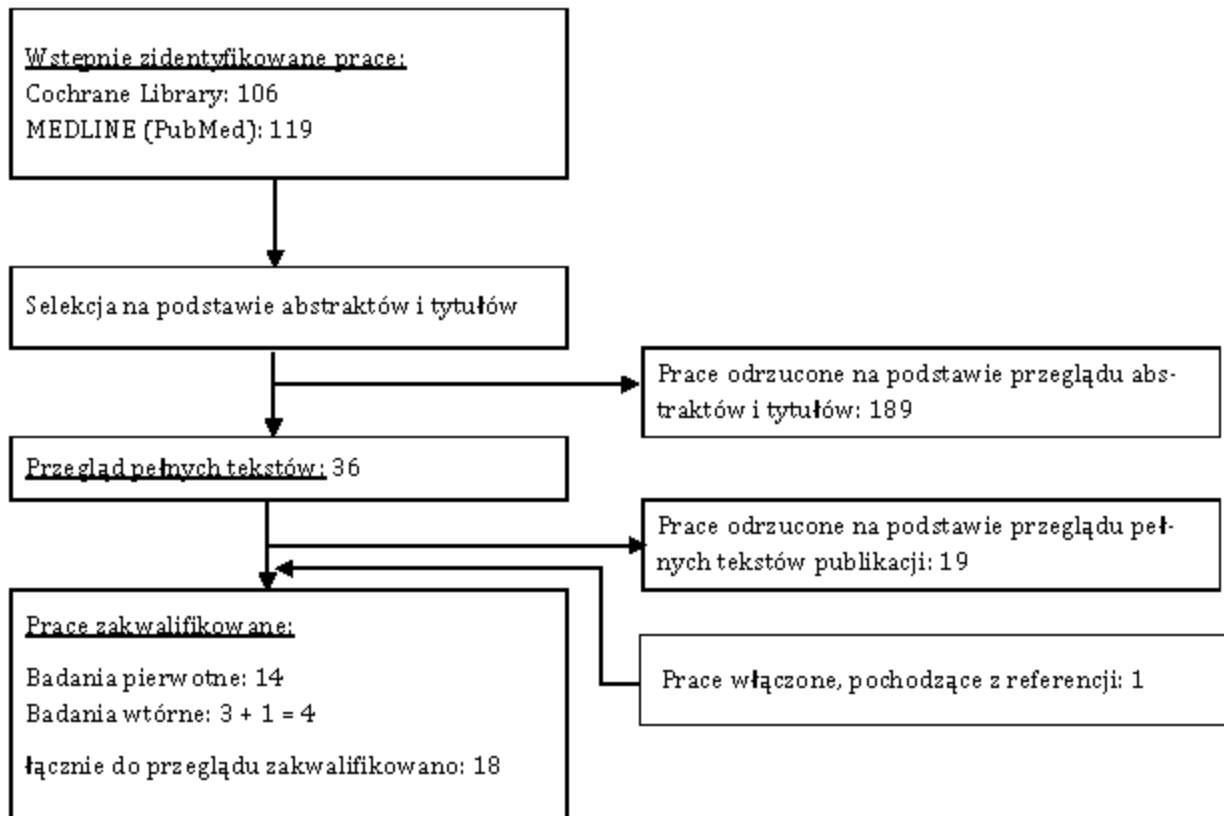 Wstępnie zidentyfikowane prace:
Cochrane Library: 106
MEDLINE (PubMed): 119
Selekcja na podstawie abstraktów i tytułów
Prace odrzucone na podstawie przeglądu abs-
traktów i tytułów: 189
Przegląd pełnych tekstów: 36
Prace odrzucone na podstawie przeglądu peł-
nych tekstów publikacji: 19
Prace zakwalifikowane:
Badania pierwotne: 14
Badania wtórne: 3 + 1 = 4
łącznie do przeglądu zakwalifikowano: 18
Prace włączone, pochodzące z referencji: 1